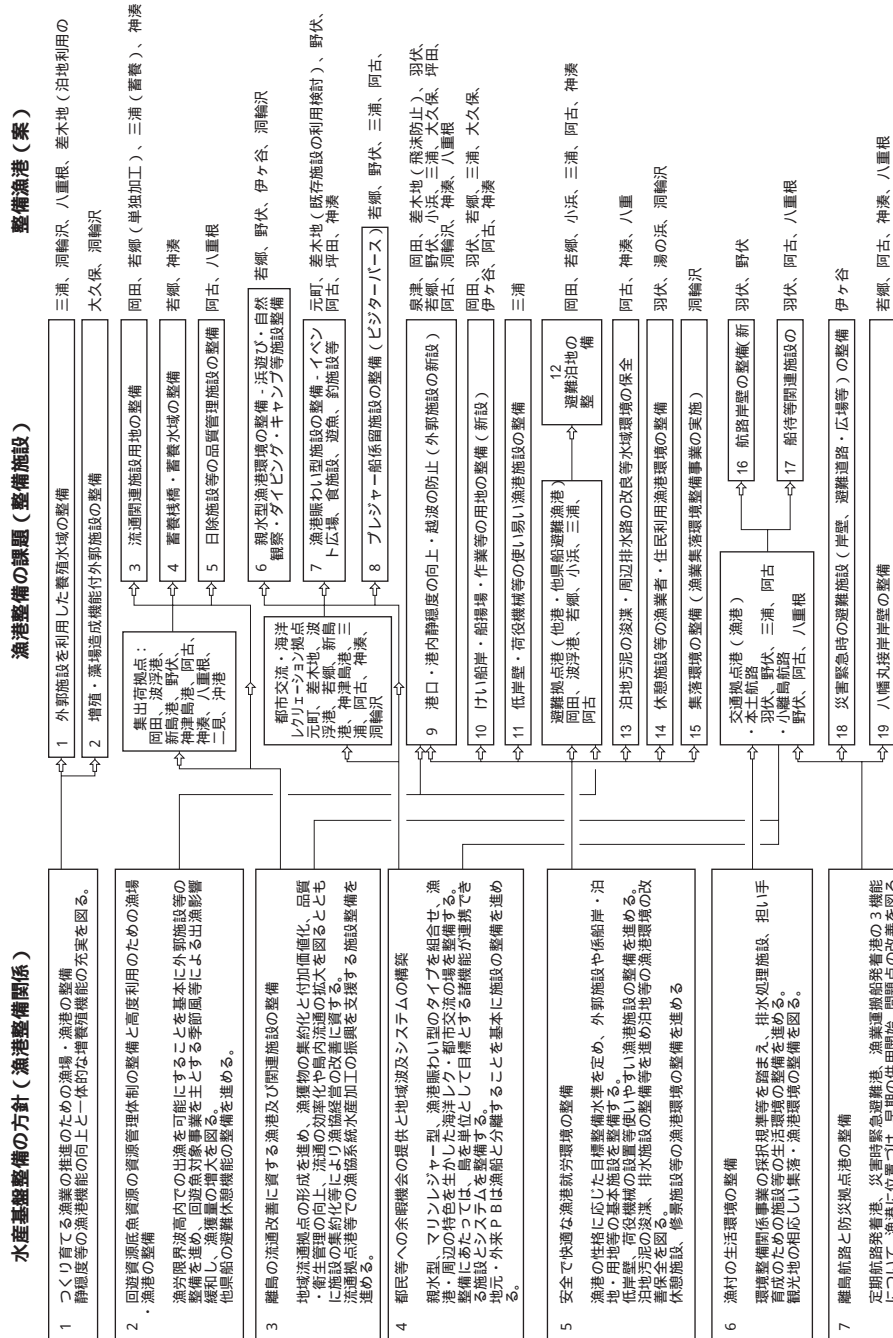 水産基盤整備の方針（漁港整備関係）
漁港整備の課題（整備施設）
整備漁港（案）
1 つくり育てる漁業の推進のための漁場・漁港の整備
静穏度等の漁港機能の向上と一体的な増養殖機能の充実を図る。
2 回遊資源底魚資源の資源管理体制の整備と高度利用のための漁場
・漁港の整備
漁労限界波高内での出漁を可能にすることを基本に外郭施設等の
整備を進め、回遊魚対象事業を主とする季節風等による出漁影響
緩和し、漁獲量の増大を図る。
他県船の避難休憩機能の整備を進める。
3 離島の流通改善に資する漁港及び関連施設の整備
地域流通拠点の形成を進め、漁獲物の集約化と付加価値化、品質
・衛生管理の向上、流通の効率化や島内流通の拡大を図るととも
に施設の集約化等により漁協経営の改善に資する。
流通拠点港等での漁協系統水産加工の振興を支援する施設整備を
進める。
4 都民等への余暇機会の提供と地域波及システムの構築
親水型、マリンレジャー型、漁港賑わい型のタイプを組合せ、漁
港・周辺の特色を生かした海洋レク・都市交流の場を整備する。
整備にあたっては、島を単位として目標とする諸機能が連携でき
る施設とシステムを整備する。
地元・外来ＰＢは漁船と分離することを基本に施設の整備を進め
る。
5 安全で快適な漁港就労環境の整備
漁港の性格に応じた目標整備水準を定め、外郭施設や係船岸・泊
地・用地等の基本施設を整備する。
低岸壁、荷役機械の設置等使いやすい漁港施設の整備を進める。
泊地汚泥の浚渫、排水施設の整備等を進め泊地等の漁港環境の改
善保全を図る。
休憩施設、修景施設等の漁港環境の整備を進める
6 漁村の生活環境の整備
環境整備関係事業の採択規準等を踏まえ、排水処理施設、担い手
育成のための施設等の生活環境の整備を進める。
観光地の相応しい集落・漁港環境の整備を図る。
7 離島航路と防災拠点港の整備
定期航路発着港、災害時緊急避難港、漁業運搬船発着港の３機能
について、漁港に位置づけ、早期の供用開始、問題点の改善を図る
1 外郭施設を利用した養殖水域の整備
三浦、洞輪沢、八重根、差木地（泊地利用の
2 増殖・藻場造成機能付外郭施設の整備
大久保、洞輪沢
集出荷拠点：
岡田、波浮港、
新島港、野伏、
神津島港、阿古、
神湊、八重根、
二見、沖港
3 流通関連施設用地の整備
岡田、若郷（単独加工）、三浦（蓄養）、神湊
4 蓄養桟橋・蓄養水域の整備
若郷、神湊
5 日除施設等の品質管理施設の整備
阿古、八重根
都市交流・海洋
レクリエーション拠点
元町、差木地、波
浮港、若郷、新島
港、神津島港、三
浦、阿古、神湊、
洞輪沢
6 親水型漁港環境の整備-浜遊び・自然
観察・ダイビング・キャンプ等施設整備
若郷、野伏、伊ヶ谷、洞輪沢
7 漁港賑わい型施設の整備-イベン
ト広場、食施設、遊魚、釣施設等
元町、差木地（既存施設の利用検討）、野伏、
阿古、坪田、神湊
8 プレジャー船係留施設の整備（ビジターバース）
若郷、野伏、三浦、阿古、
9 港口・港内静穏度の向上・越波の防止（外郭施設の新設）
泉津、岡田、差木地（飛沫防止）、羽伏、
若郷、野伏、小浜、三浦、大久保、坪田、
阿古、洞輪沢、神湊、八重根
10 けい船岸・船揚場・作業等の用地の整備（新設）
岡田、羽伏、若郷、三浦、大久保、
伊ヶ谷、阿古、神湊
11 低岸壁・荷役機械等の使い易い漁港施設の整備
三浦
避難拠点港（他港・他県船避難漁港）
岡田、波浮港、若郷、小浜、三浦、
阿古
12
避難泊地の
整　　備
岡田、若郷、小浜、三浦、阿古、神湊
13 泊地汚泥の浚渫・周辺排水路の改良等水域環境の保全
阿古、神湊、八重
14 休憩施設等の漁業者・住民利用漁港環境の整備
羽伏、湯の浜、洞輪沢
15 集落環境の整備（漁業集落環境整備事業の実施）
洞輪沢
交通拠点港（漁港）
・本土航路
羽伏、野伏、三浦、阿古
・小離島航路
野伏、阿古、八重根
16 航路岸壁の整備(新
羽伏、野伏
17 船待等関連施設の
羽伏、阿古、八重根
18 災害緊急時の避難施設（岸壁、避難道路・広場等）の整備
伊ヶ谷
19 八幡丸接岸岸壁の整備
若郷、阿古、神湊、八重根